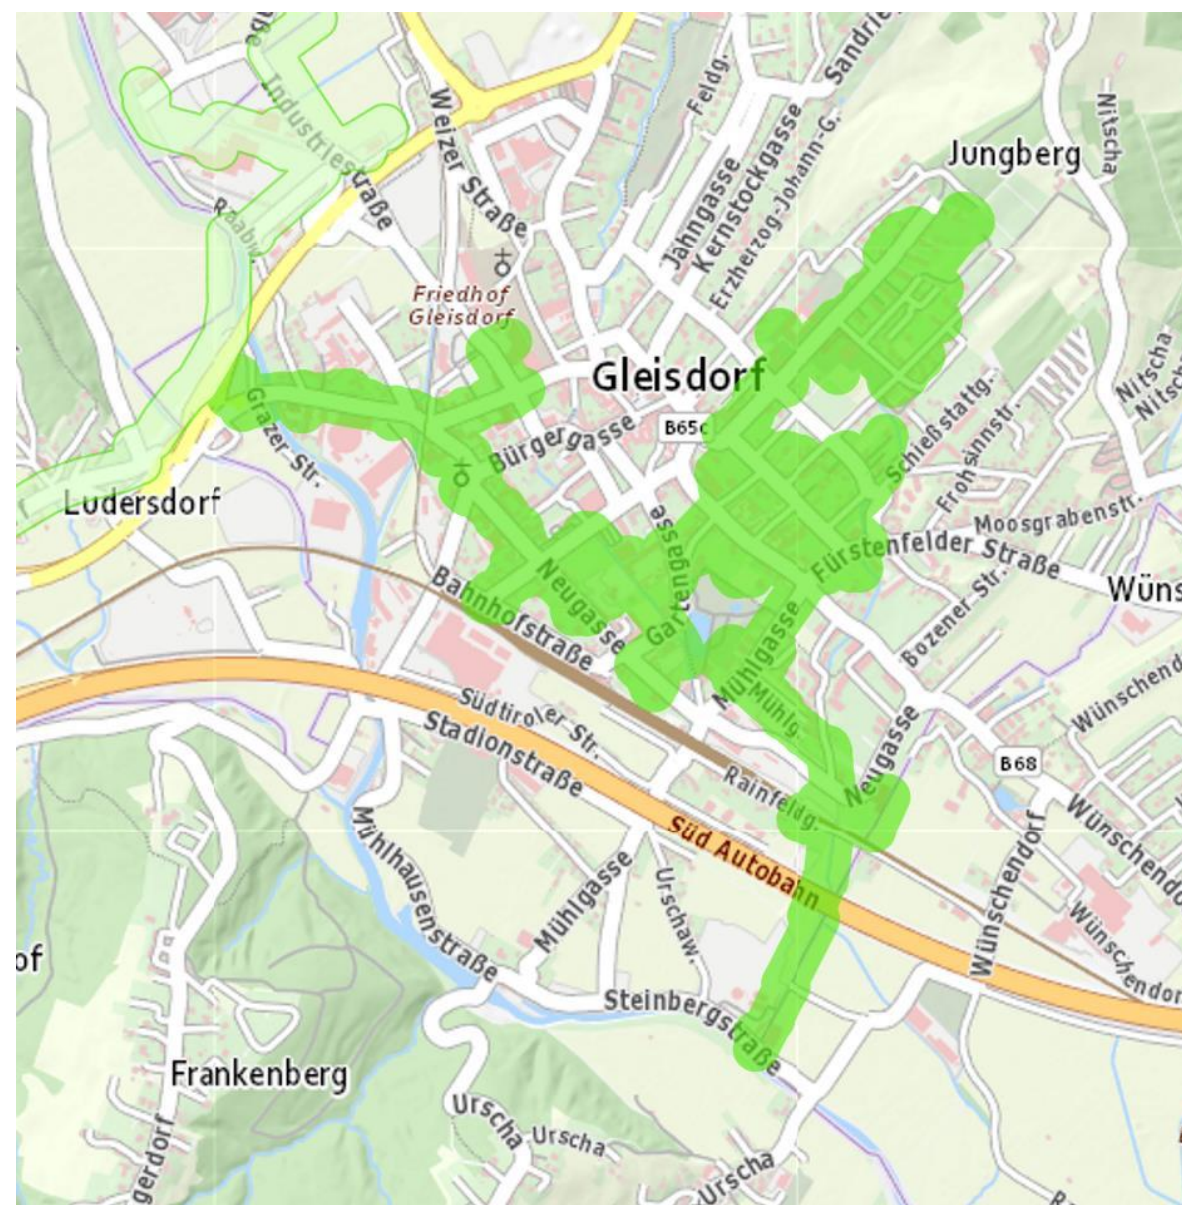 Industriestraße
Weizer Straße
Feldg.
Sandrie
Nitscha
Jungberg
Jahngasse
Kernstockgasse
Erzherzog-Johann-G.
Raabw.
Friedhof
Gleisdorf
Gleisdorf
B65c
Bürgergasse
Grazer Str.
Schießstattg.
Frohsinnstr.
Nitscha
Nitsch
Ludersdorf
Moosgrabenstr.
Fürstenfelder Straße
Wüns
Gartengasse
Neugasse
Bahnhofstraße
Bozener-Str.
Mühlgasse
Mühlg.
Wünschend
Südtiroler-Str.
Stadionstraße
Neugasse
B68
Rainfeldg.
Süd Autobahn
Wünschendo
Wünschendorf
Wünschendor
Mühlhausenstraße
Mühlgasse
Urschaw.
of
Steinbergstraße
Frankenberg
Urscha
Urscha
Urscha
gerdorf